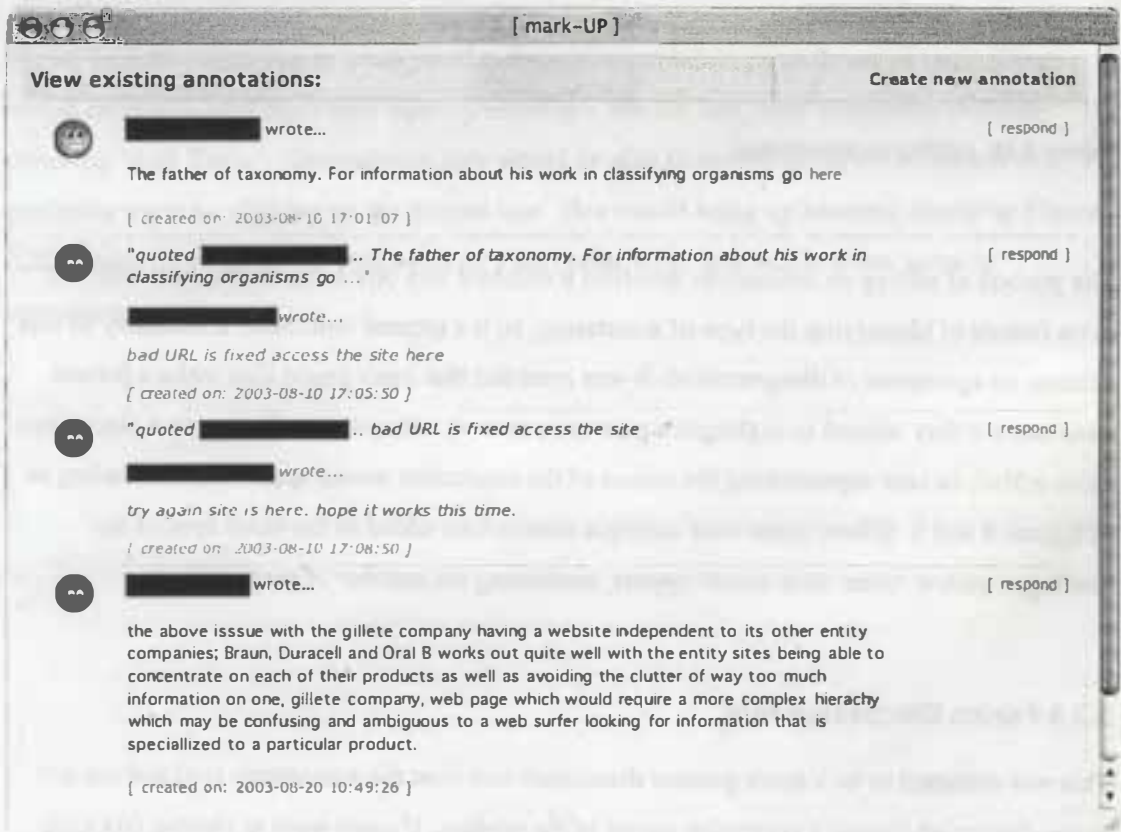 [ mark-UP ]
View existing annotations:
Create new annotation
wrote...
[ respond ]
The father of taxonomy. For information about his work in classifying organisms go here
[ created on: 2003-08-10 17:01:07 ]
"quoted .. The father of taxonomy. For information about his work in
[ respond ]
classifying organisms go ..."
wrote...
bad URL is fixed access the site here
[ created on: 2003-08-10 17:05:50 ]
"quoted .. bad URL is fixed access the site ..."
[ respond ]
wrote...
try again site is here. hope it works this time.
[ created on: 2003-08-10 17:08:50 ]
wrote...
[ respond ]
the above isssue with the gillete company having a website independent to its other entity
companies; Braun, Duracell and Oral B works out quite well with the entity sites being able to
concentrate on each of their products as well as avoiding the clutter of way too much
information on one, gillete company, web page which would require a more complex hierachy
which may be confusing and ambiguous to a web surfer looking for information that is
speciallized to a particular product.
[ created on: 2003-08-20 10:49:26 ]